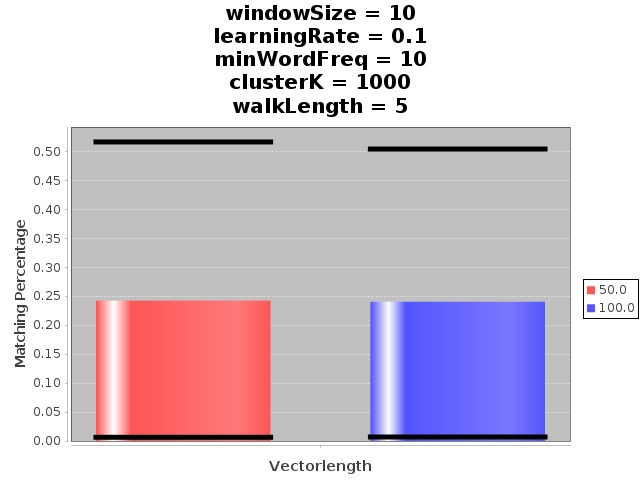 windowSize = 10
learningRate = 0.1
minWordFreq = 10
clusterK = 1000
walkLength = 5
Matching Percentage
0.50
0.45
0.40
0.35
0.30
0.25
0.20
0.15
0.10
0.05
0.00
Vectorlength
50.0
100.0